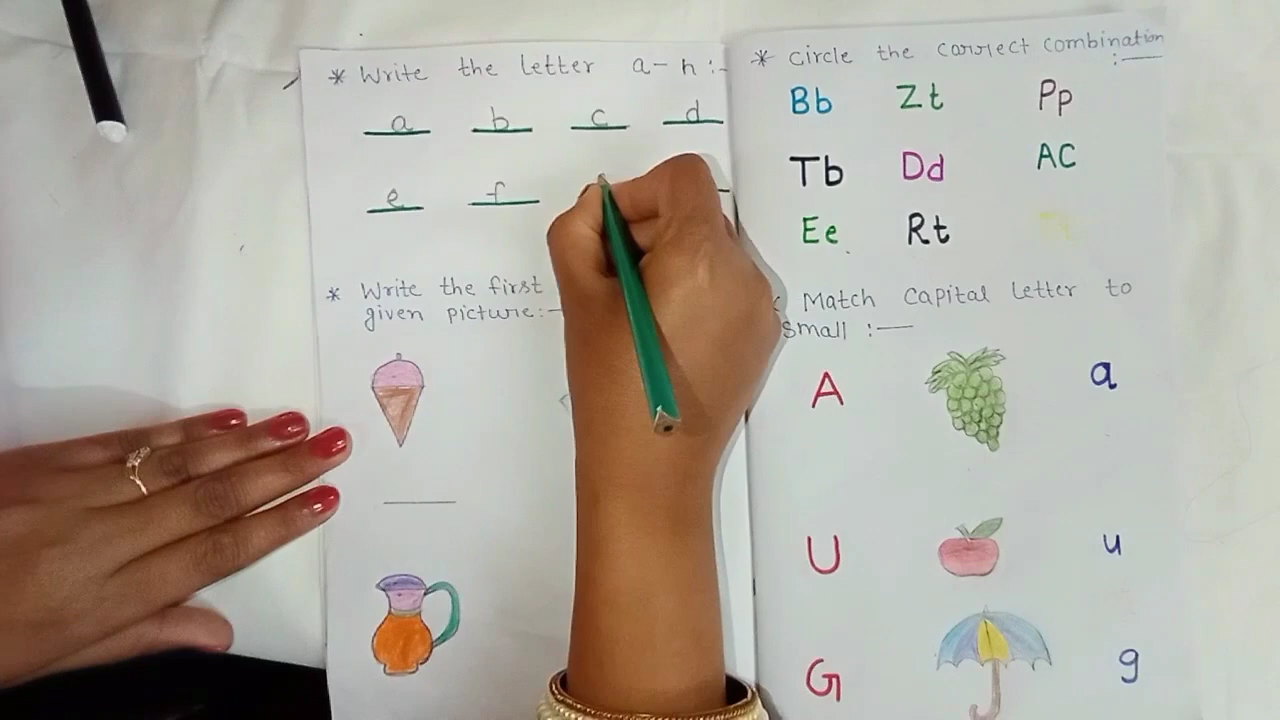 * Write the letter a - h :-
a b c d
e f
* Write the first
given picture:-
* Circle the correct combination
:-
Bb Zt Pp
Tb Dd AC
Ee Rt
Match Capital letter to
small :-
A a
U u
G g